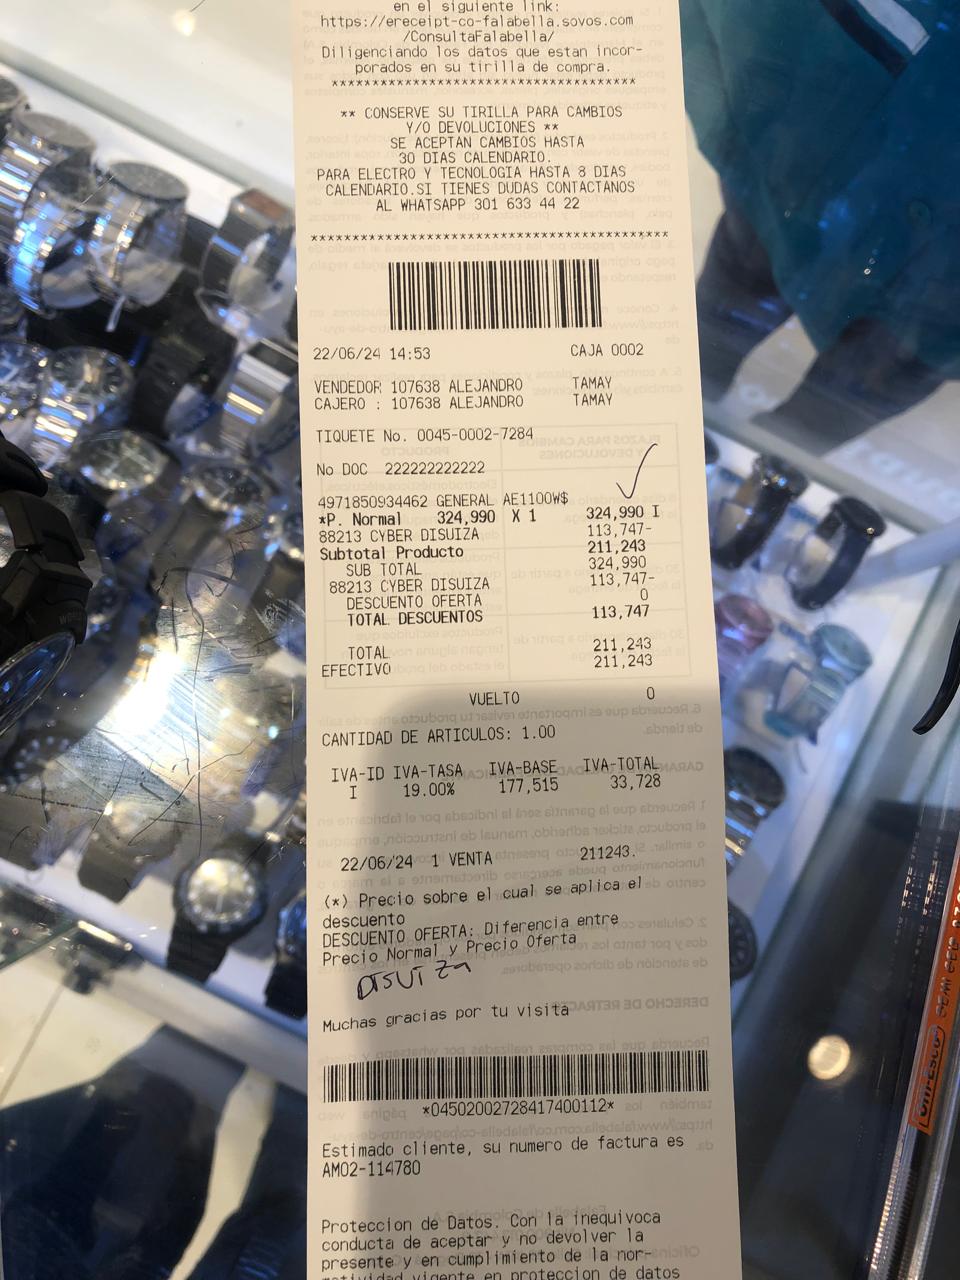 en el siguiente link:
https://ereceipt-co-falabella.sovos.com
/ConsultaFalabella/
Diligenciando los datos que estan incor-
porados en su tirilla de compra.
****************************************
** CONSERVE SU TIRILLA PARA CAMBIOS
Y/O DEVOLUCIONES **
SE ACEPTAN CAMBIOS HASTA
30 DIAS CALENDARIO.
PARA ELECTRO Y TECNOLOGIA HASTA 8 DIAS
CALENDARIO.SI TIENES DUDAS CONTACTANOS
AL WHATSAPP 301 633 44 22
****************************************
22/06/24 14:53 CAJA 0002
VENDEDOR 107638 ALEJANDRO TAMAY
CAJERO : 107638 ALEJANDRO TAMAY
TIQUETE No. 0045-0002-7284
No DOC 222222222222
4971850934462 GENERAL AE1100W$
*P. Normal 324,990 X 1 324,990 I
88213 CYBER DISUIZA 113,747-
Subtotal Producto 211,243
SUB TOTAL 324,990
88213 CYBER DISUIZA 113,747-
DESCUENTO OFERTA 0
TOTAL DESCUENTOS 113,747
TOTAL 211,243
EFECTIVO 211,243
VUELTO 0
CANTIDAD DE ARTICULOS: 1.00
IVA-ID IVA-TASA IVA-BASE IVA-TOTAL
I 19.00% 177,515 33,728
22/06/24 1 VENTA 211243.
(*) Precio sobre el cual se aplica el
descuento
DESCUENTO OFERTA: Diferencia entre
Precio Normal y Precio Oferta
DISUIZa
Muchas gracias por tu visita
*04502002728417400112*
Estimado cliente, su numero de factura es
AM02-114780
Proteccion de Datos. Con la inequivoca
conducta de aceptar y no devolver la
presente y en cumplimiento de la nor-
matividad vigente en proteccion de datos